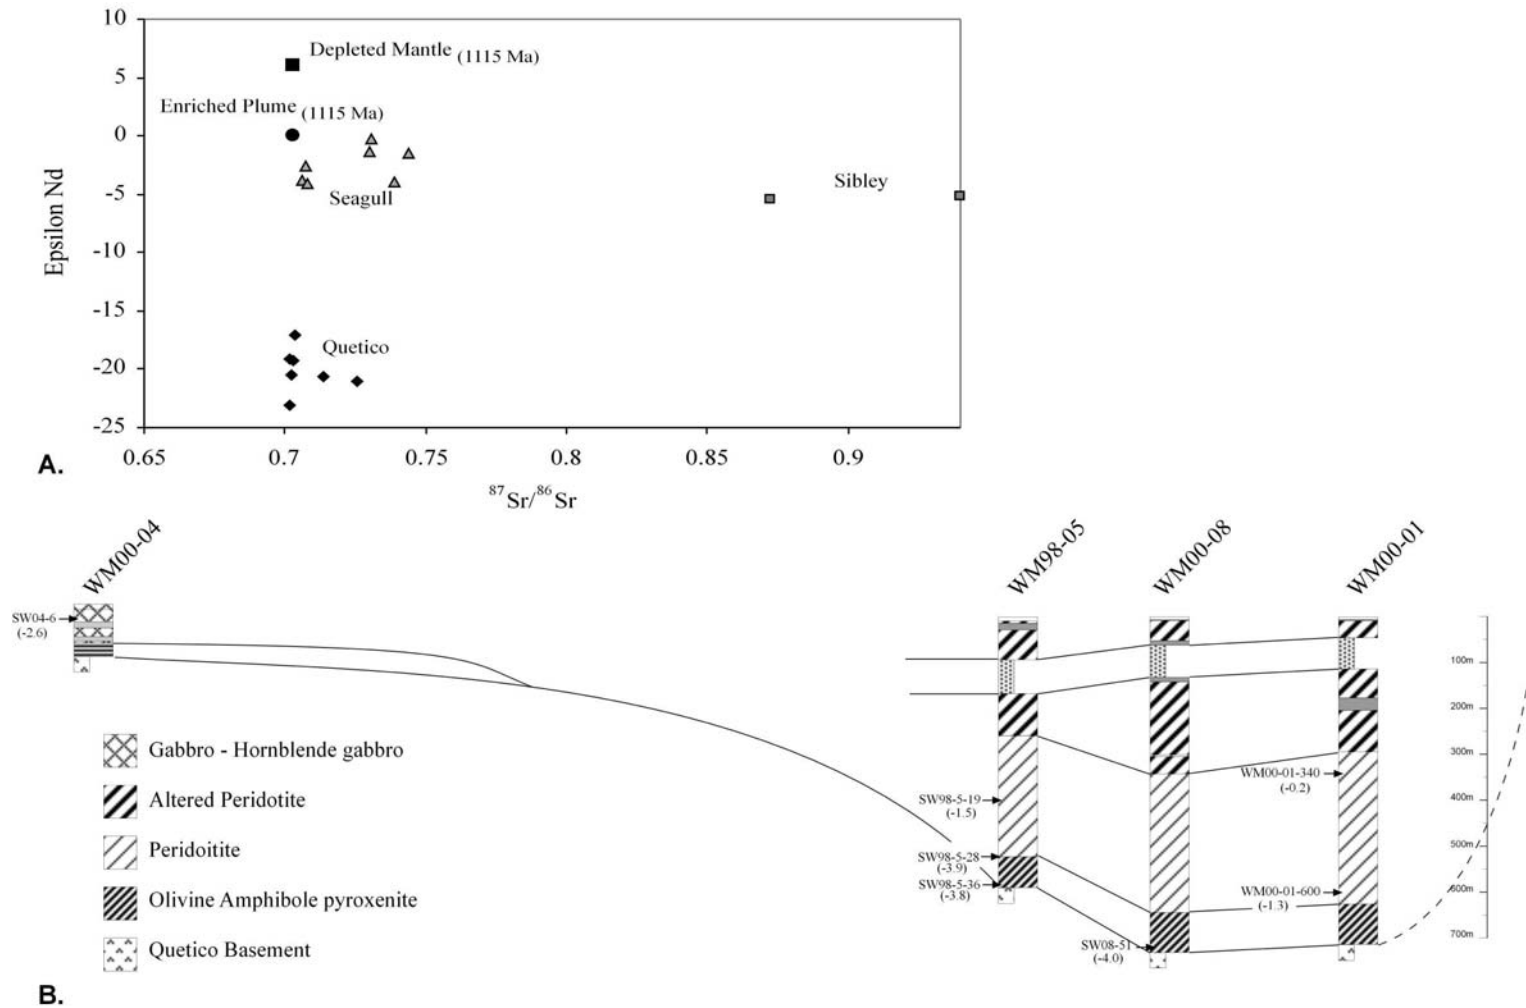 10
5
0
-5
-10
-15
-20
-25
Epsilon Nd
Depleted Mantle (1115 Ma)
Enriched Plume (1115 Ma)
Seagull
Sibley
Quetico
0.65
0.7
0.75
0.8
0.85
0.9
87Sr/86Sr
A.
WM00-04
WM98-05
WM00-08
WM00-01
SW04-6
(-2.6)
100m
200m
300m
400m
500m
600m
700m
Gabbro - Hornblende gabbro
Altered Peridotite
Peridoitite
Olivine Amphibole pyroxenite
Quetico Basement
SW98-5-19
(-1.5)
SW98-5-28
(-3.9)
SW98-5-36
(-3.8)
SW08-51
(-4.0)
WM00-01-340
(-0.2)
WM00-01-600
(-1.3)
B.